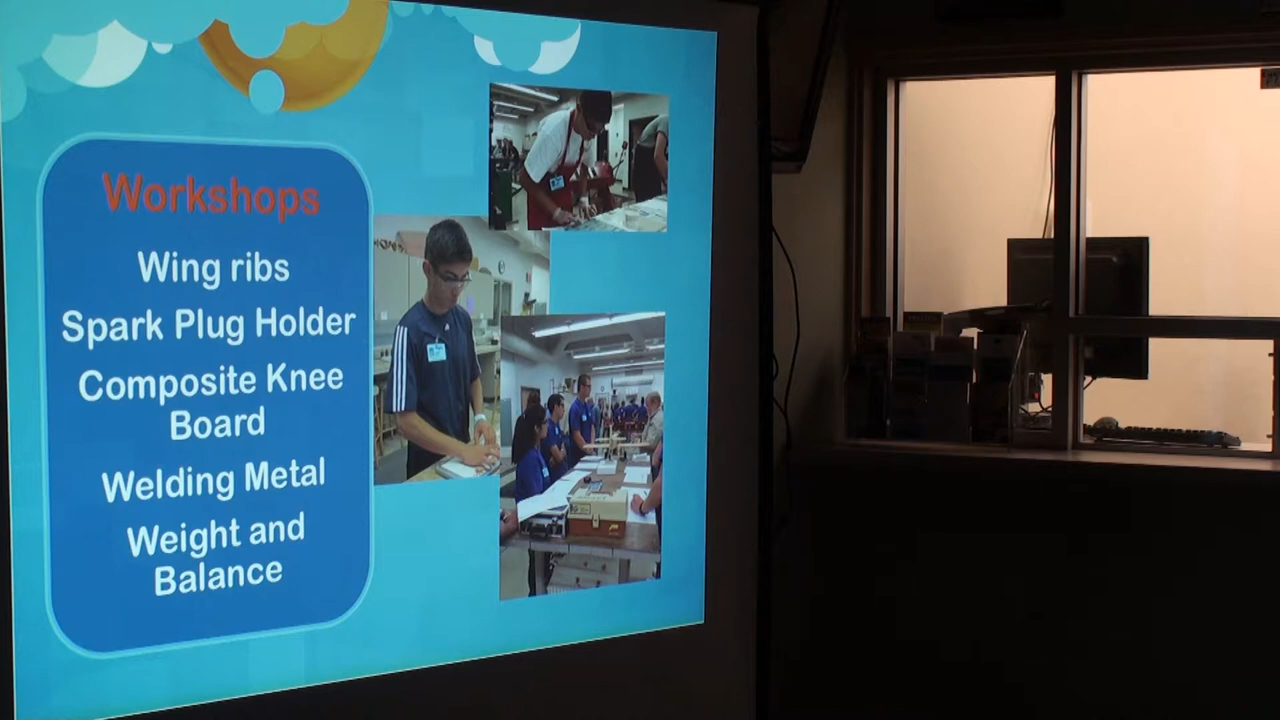 Workshops
Wing ribs
Spark Plug Holder
Composite Knee
Board
Welding Metal
Weight and
Balance